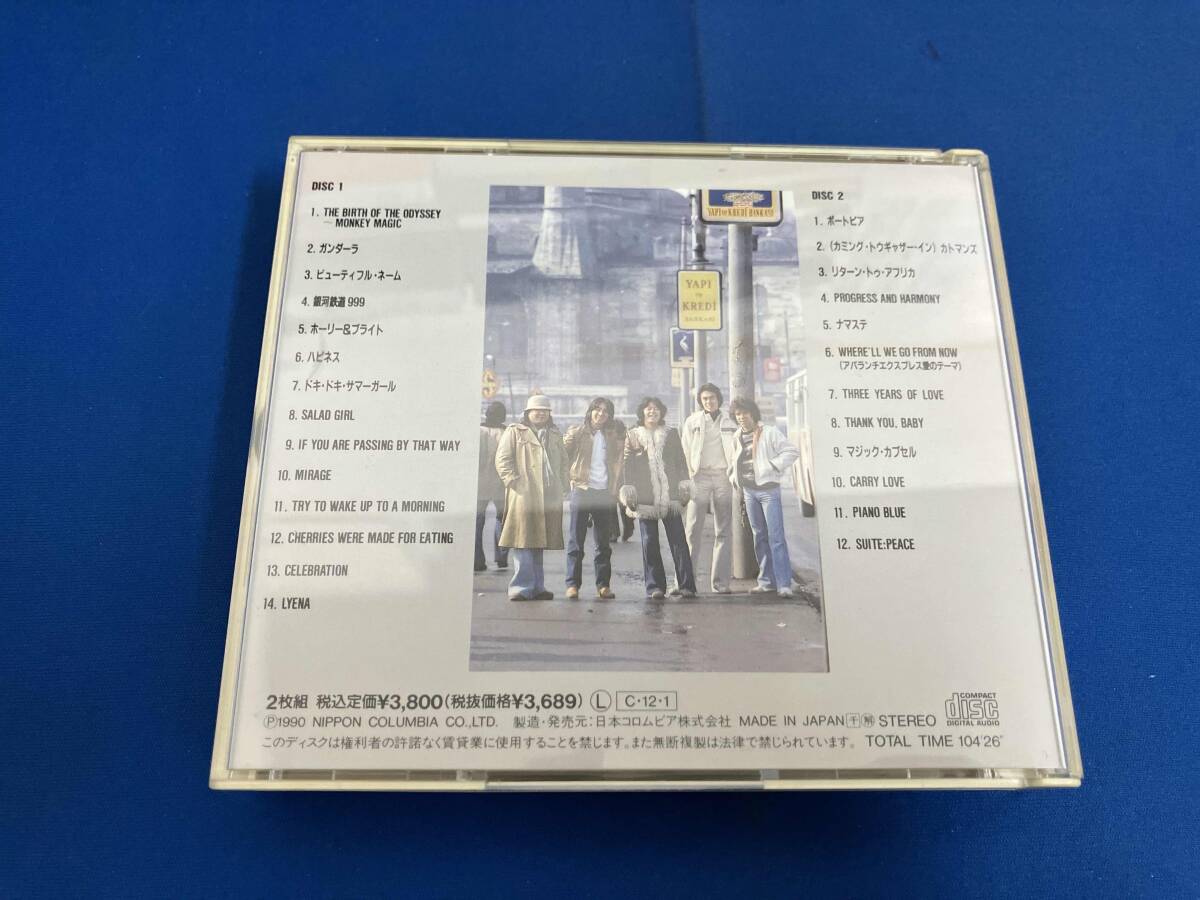 DISC 1
1. THE BIRTH OF THE ODYSSEY
~ MONKEY MAGIC
2. ガンダーラ
3. ビューティフル・ネーム
4. 銀河鉄道 999
5. ホーリー&ブライト
6. ハピネス
7. ドキ・ドキ・サマーガール
8. SALAD GIRL
9. IF YOU ARE PASSING BY THAT WAY
10. MIRAGE
11. TRY TO WAKE UP TO A MORNING
12. CHERRIES WERE MADE FOR EATING
13. CELEBRATION
14. LYENA
YAPI ve KREDİ BANKASI
YAPI
ve
KREDİ
BANKASI
DISC 2
1. ポートピア
2. (カミング・トゥギャザー・イン) カトマンズ
3. リターン・トゥ・アフリカ
4. PROGRESS AND HARMONY
5. ナマステ
6. WHERE'LL WE GO FROM NOW
(アバランチエクスプレス愛のテーマ)
7. THREE YEARS OF LOVE
8. THANK YOU, BABY
9. マジック・カプセル
10. CARRY LOVE
11. PIANO BLUE
12. SUITE:PEACE
2枚組 税込定価¥3,800(税抜価格¥3,689) Ⓛ C・12・1
Ⓟ1990 NIPPON COLUMBIA CO.,LTD. 製造・発売元:日本コロムビア株式会社 MADE IN JAPAN 干 解 STEREO
COMPACT
disc
DIGITAL AUDIO
このディスクは権利者の許諾なく賃貸業に使用することを禁じます。また無断複製は法律で禁じられています。 TOTAL TIME 104'26"